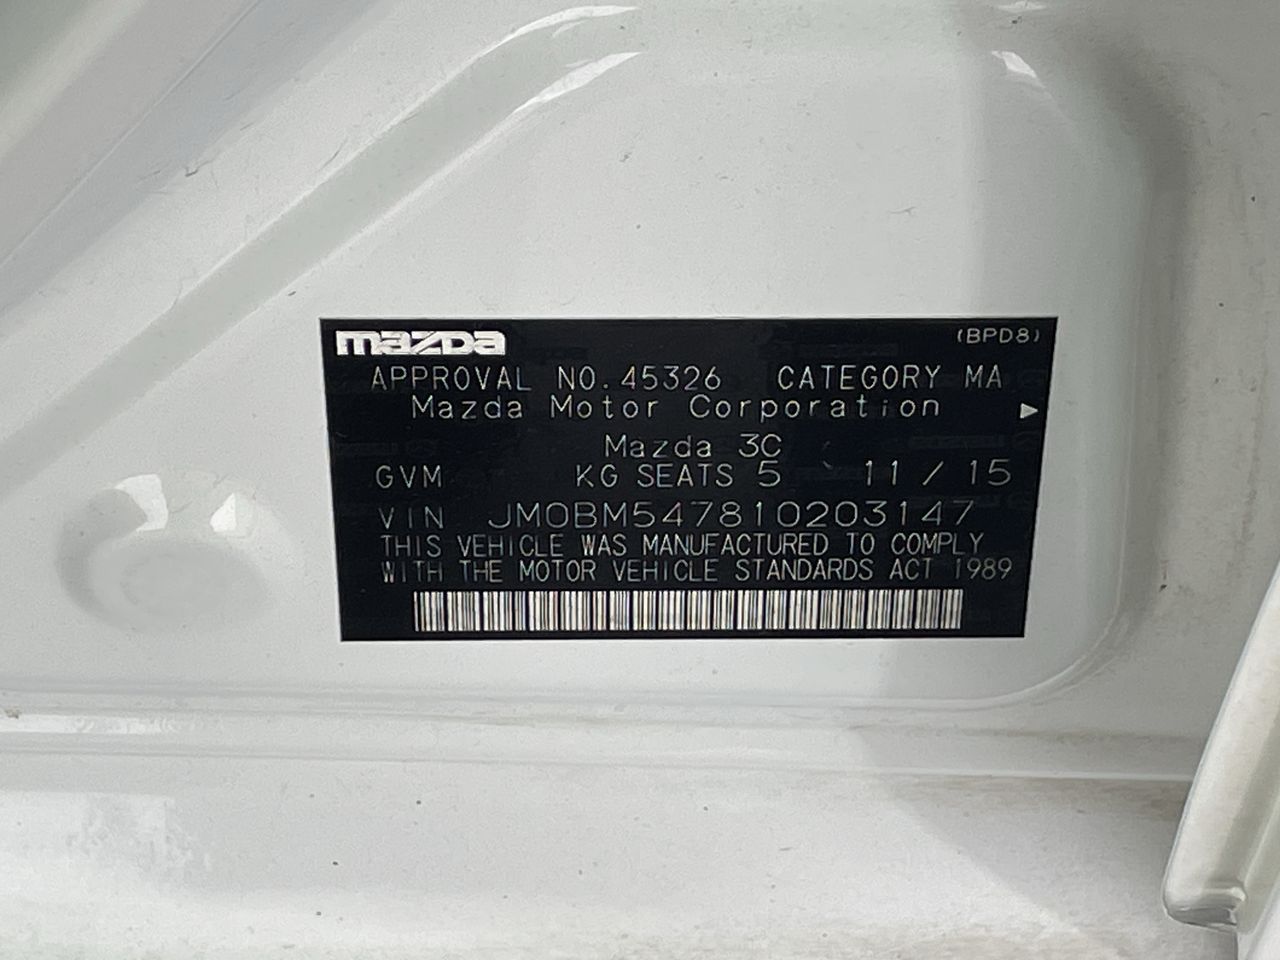 mazda (BPD8)
APPROVAL NO. 45326 CATEGORY MA
Mazda Motor Corporation
Mazda 3C
GVM KG SEATS 5 11 / 15
VIN JM0BM547810203147
THIS VEHICLE WAS MANUFACTURED TO COMPLY
WITH THE MOTOR VEHICLE STANDARDS ACT 1989